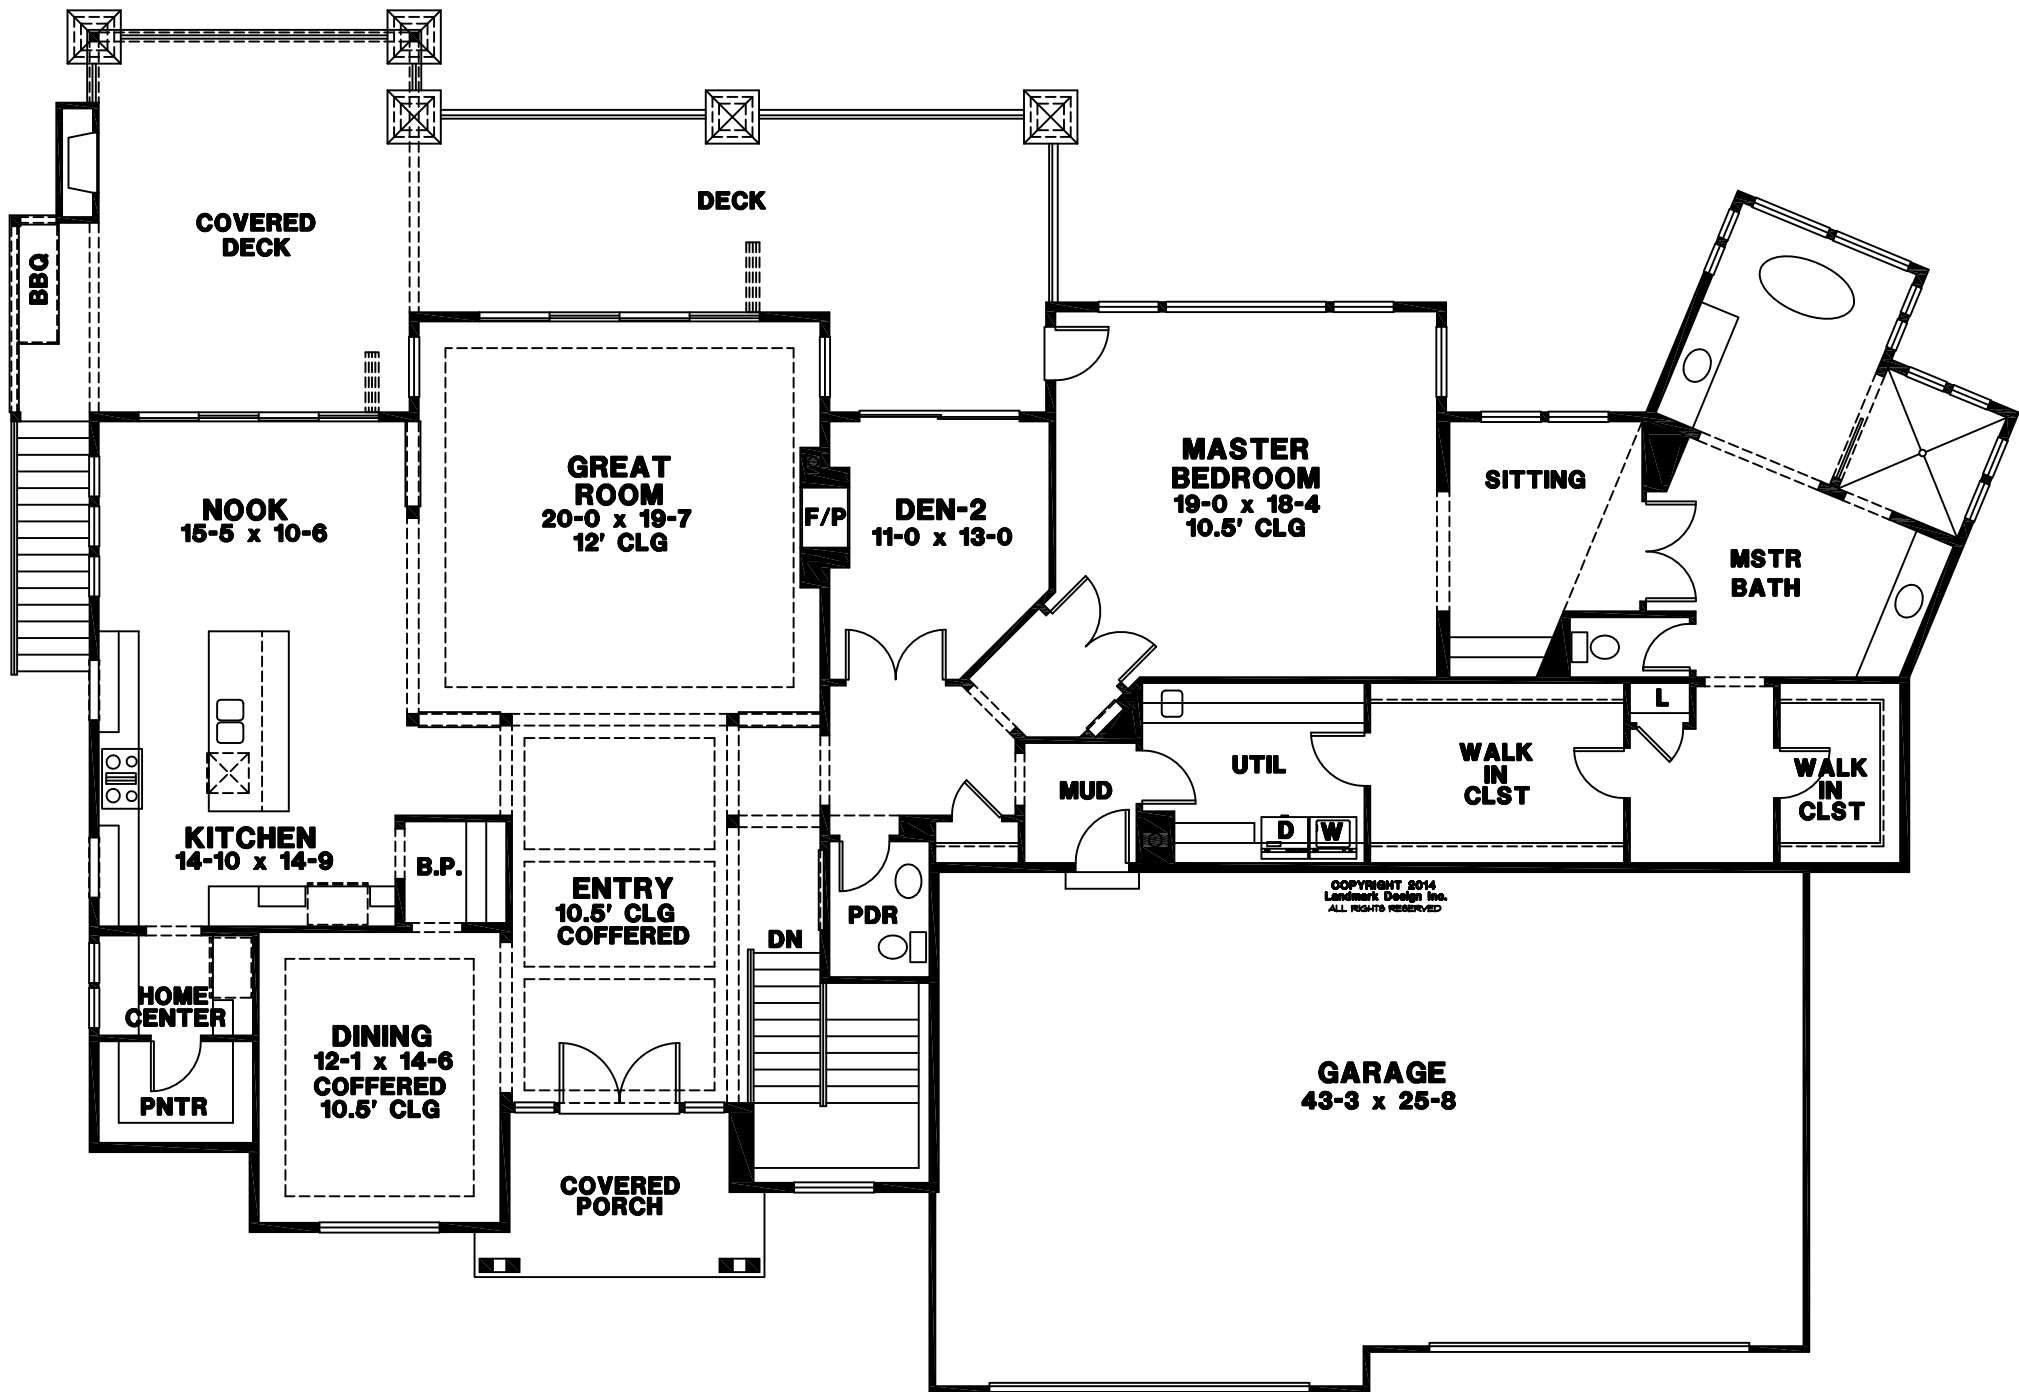 COVERED
DECK
DECK
BBQ
NOOK
15-5 x 10-6
GREAT
ROOM
20-0 x 19-7
12' CLG
F/P
DEN-2
11-0 x 13-0
MASTER
BEDROOM
19-0 x 18-4
10.5' CLG
SITTING
MSTR
BATH
L
WALK
IN
CLST
WALK
IN
CLST
UTIL
MUD
D
W
KITCHEN
14-10 x 14-9
B.P.
ENTRY
10.5' CLG
COFFERED
PDR
DN
COPYRIGHT 2014
Landmark Design Inc.
ALL RIGHTS RESERVED
HOME
CENTER
PNTR
DINING
12-1 x 14-6
COFFERED
10.5' CLG
GARAGE
43-3 x 25-8
COVERED
PORCH